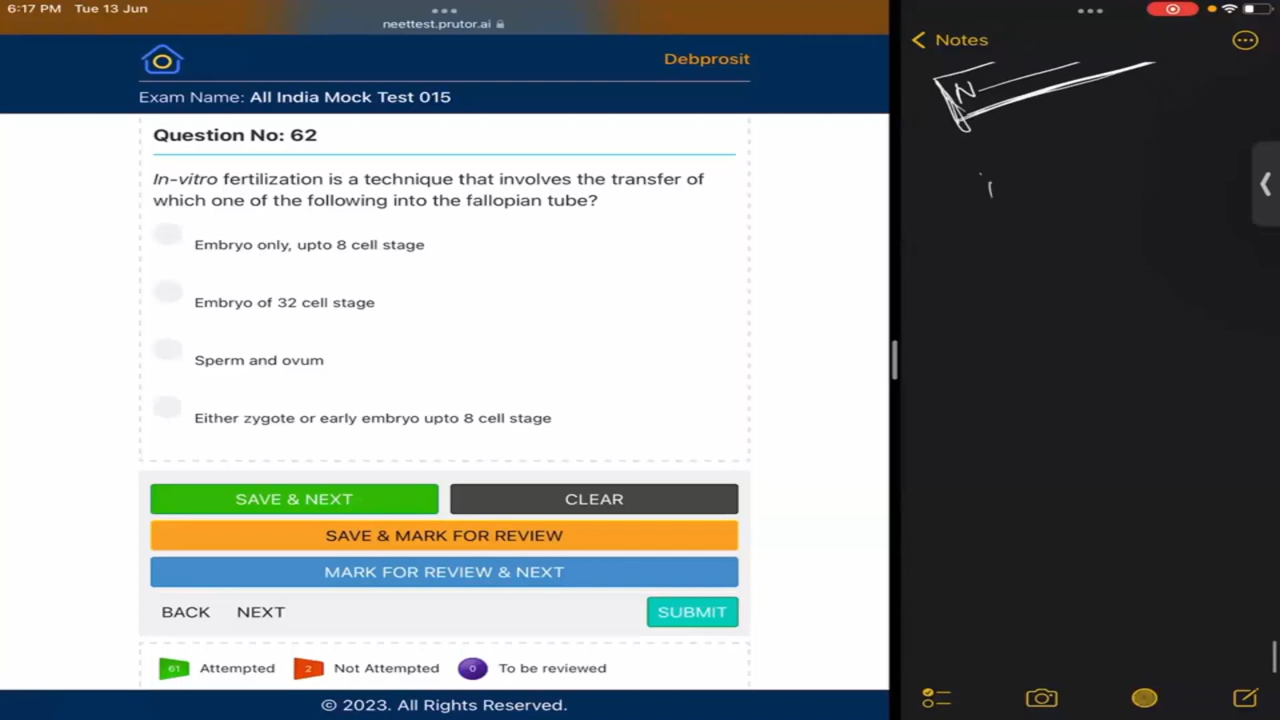 6:17 PM Tue 13 Jun
neettest.prutor.ai
Debprosit
Exam Name: All India Mock Test 015
Question No: 62
In-vitro fertilization is a technique that involves the transfer of
which one of the following into the fallopian tube?
Embryo only, upto 8 cell stage
Embryo of 32 cell stage
Sperm and ovum
Either zygote or early embryo upto 8 cell stage
SAVE & NEXT CLEAR
SAVE & MARK FOR REVIEW
MARK FOR REVIEW & NEXT
BACK NEXT SUBMIT
61 Attempted 2 Not Attempted 0 To be reviewed
© 2023. All Rights Reserved.
Notes
N